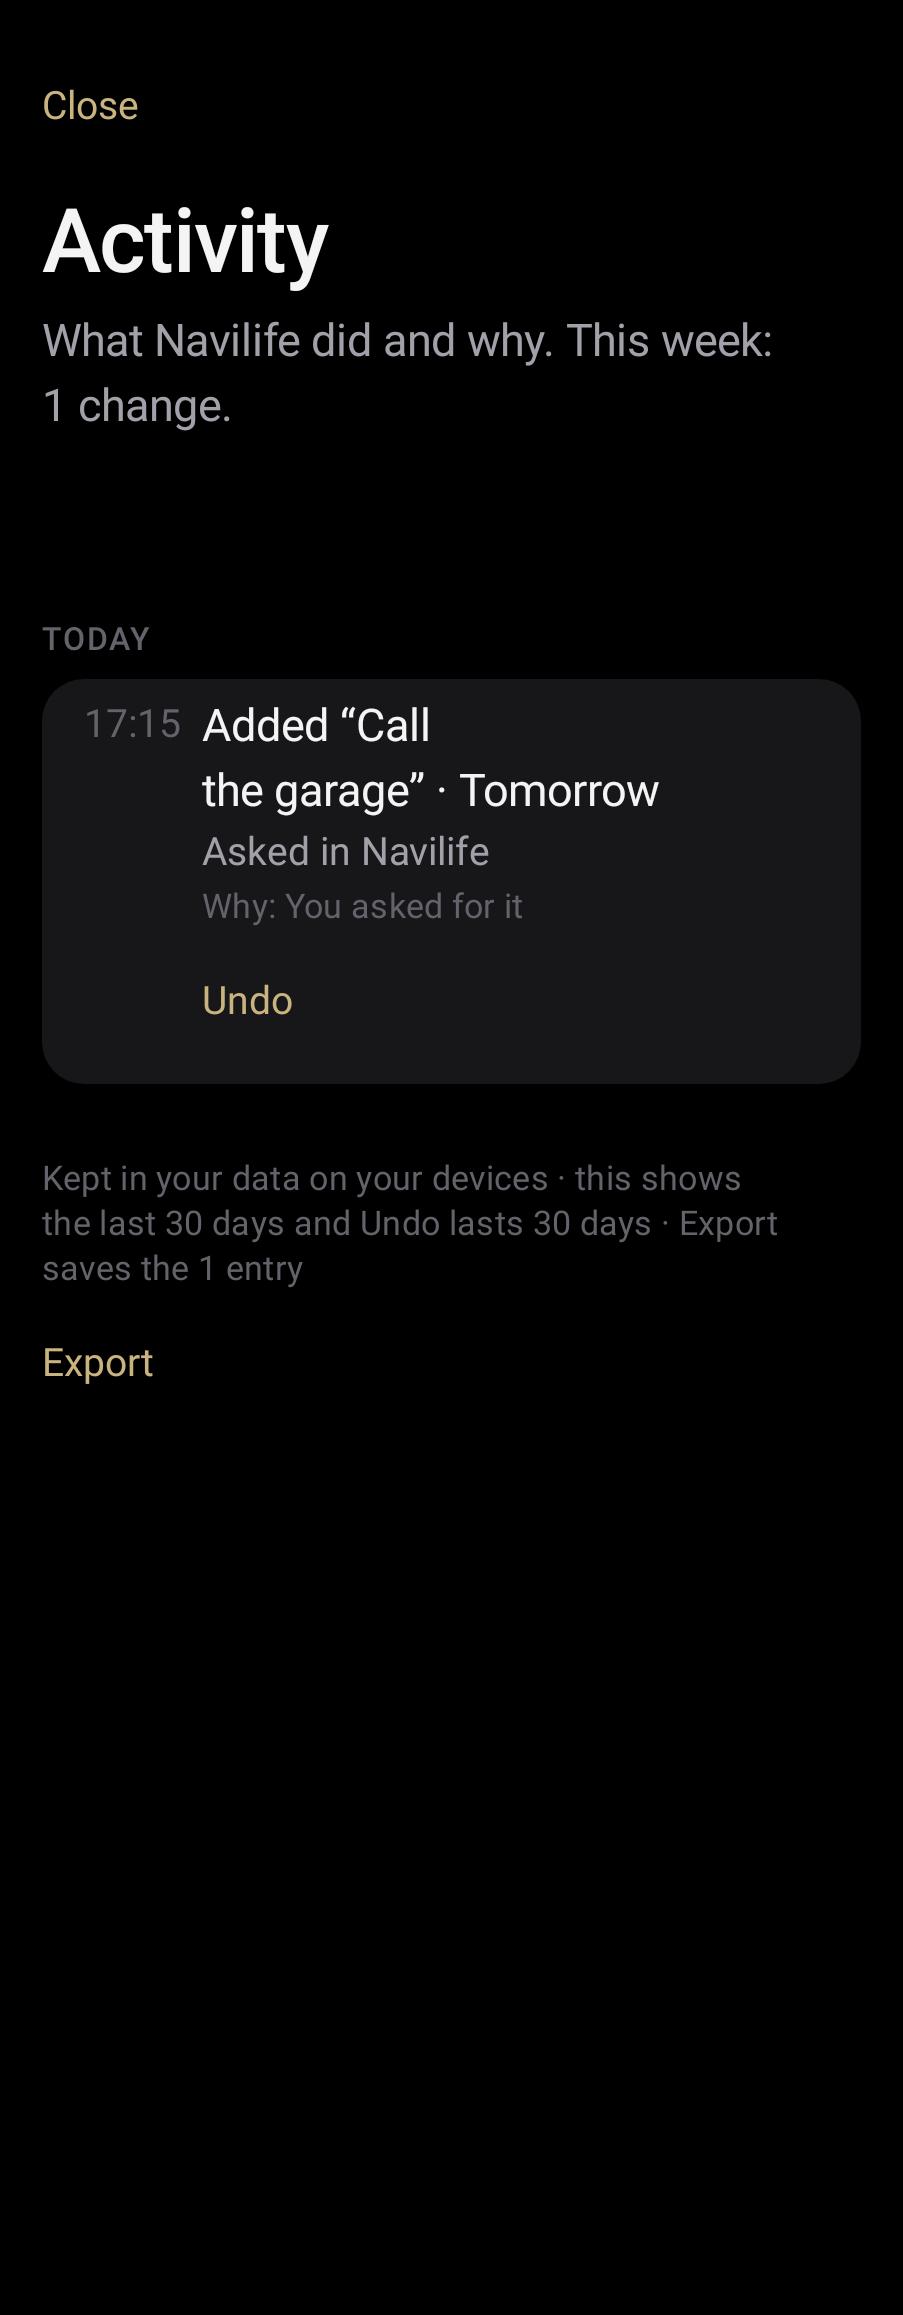 Close
Activity
What Navilife did and why. This week:
1 change.
TODAY
17:15 Added “Call
the garage” · Tomorrow
Asked in Navilife
Why: You asked for it
Undo
Kept in your data on your devices · this shows
the last 30 days and Undo lasts 30 days · Export
saves the 1 entry
Export